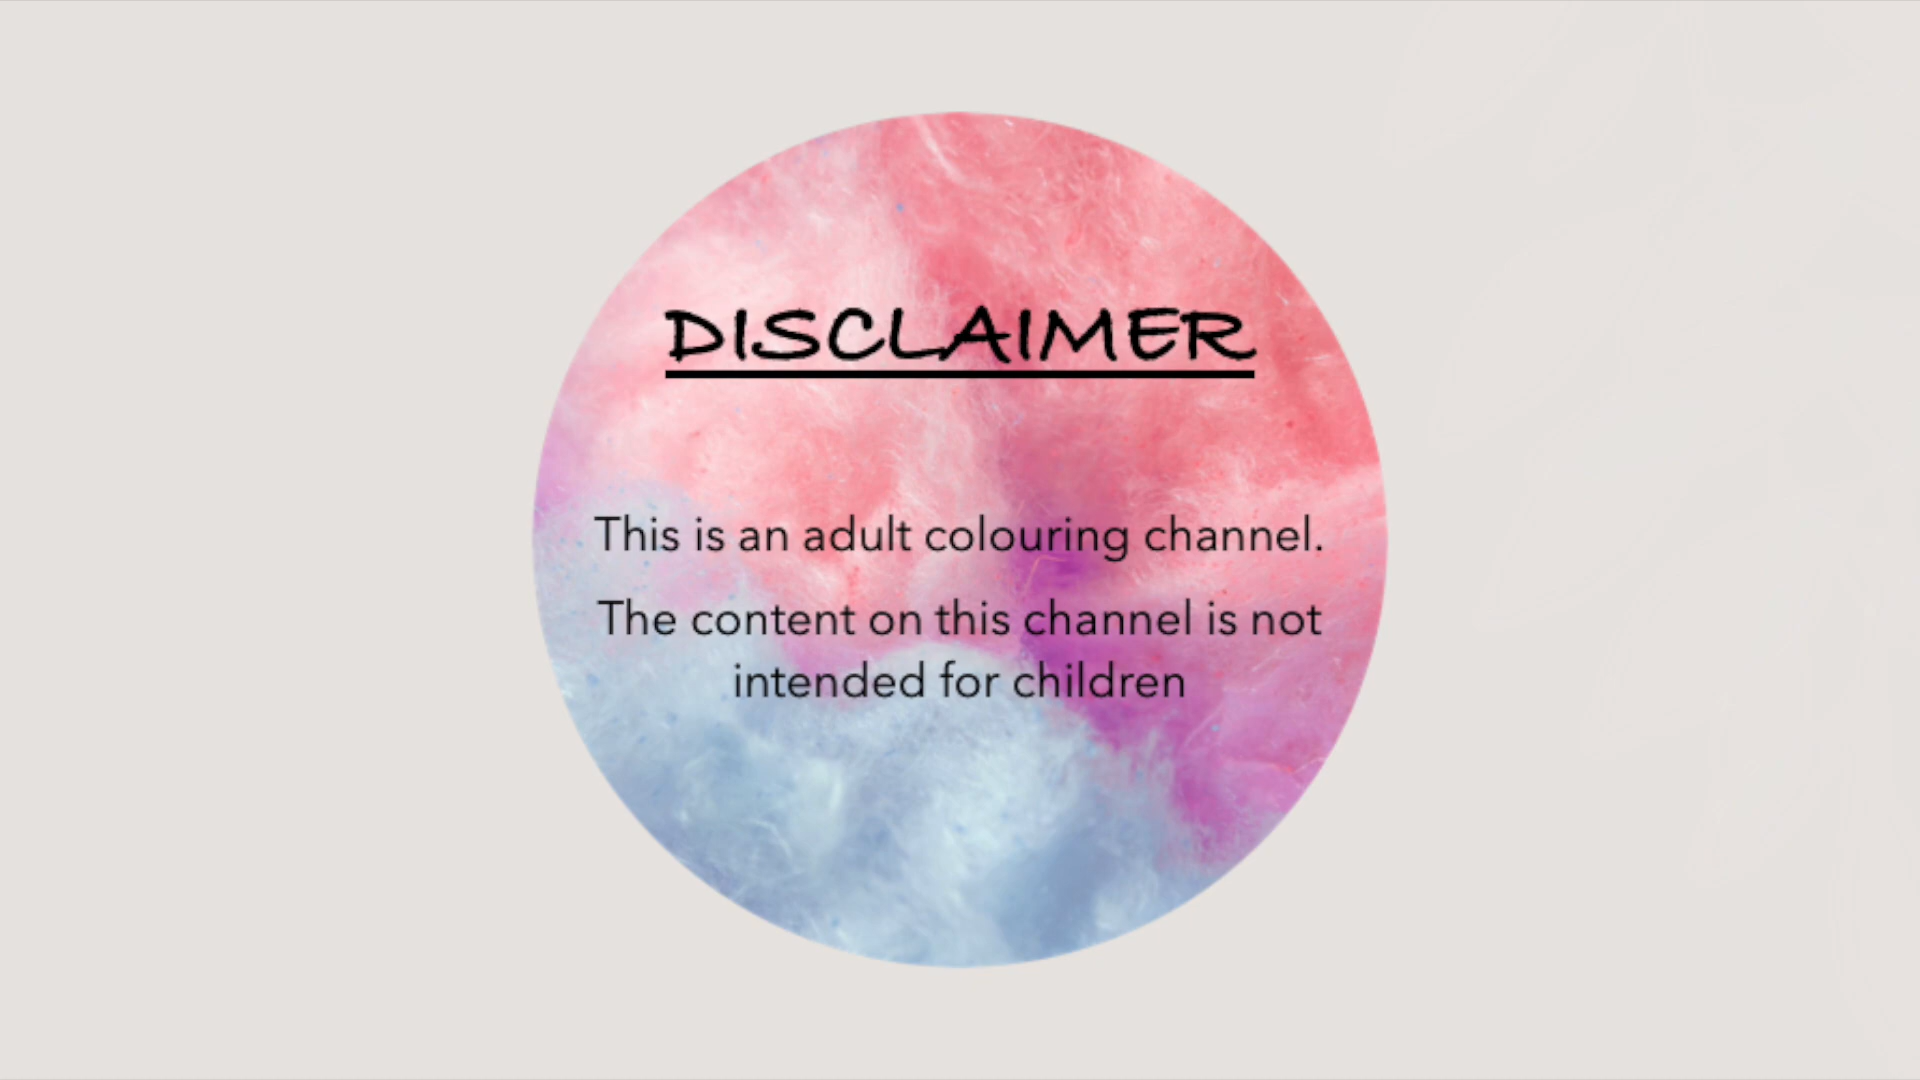 DISCLAIMER
This is an adult colouring channel.
The content on this channel is not
intended for children